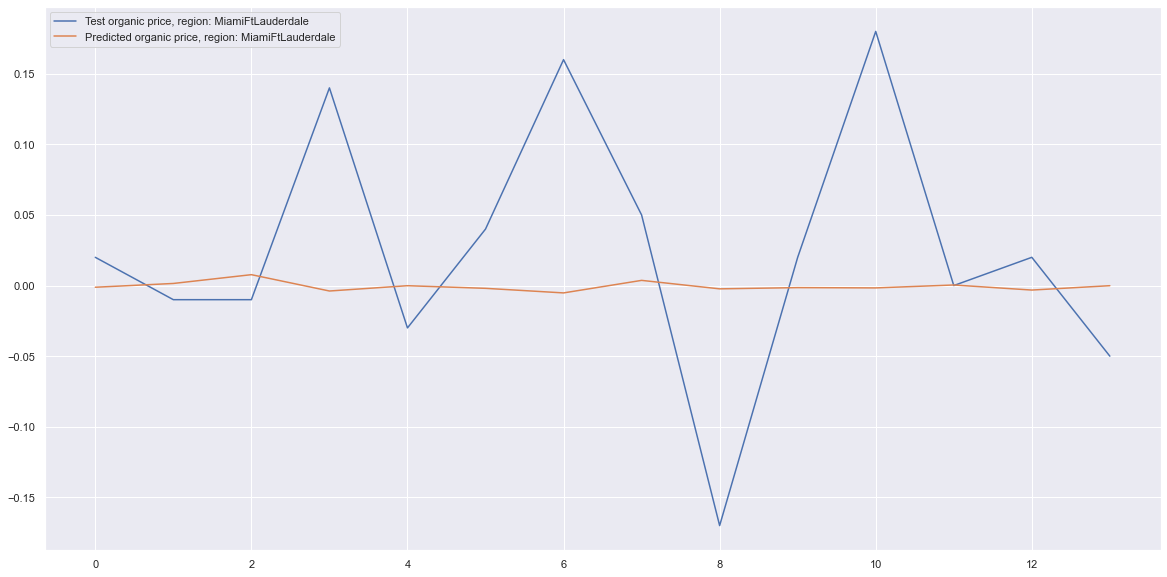 Test organic price, region: MiamiFtLauderdale
Predicted organic price, region: MiamiFtLauderdale
0.15
0.10
0.05
0.00
−0.05
−0.10
−0.15
0 2 4 6 8 10 12